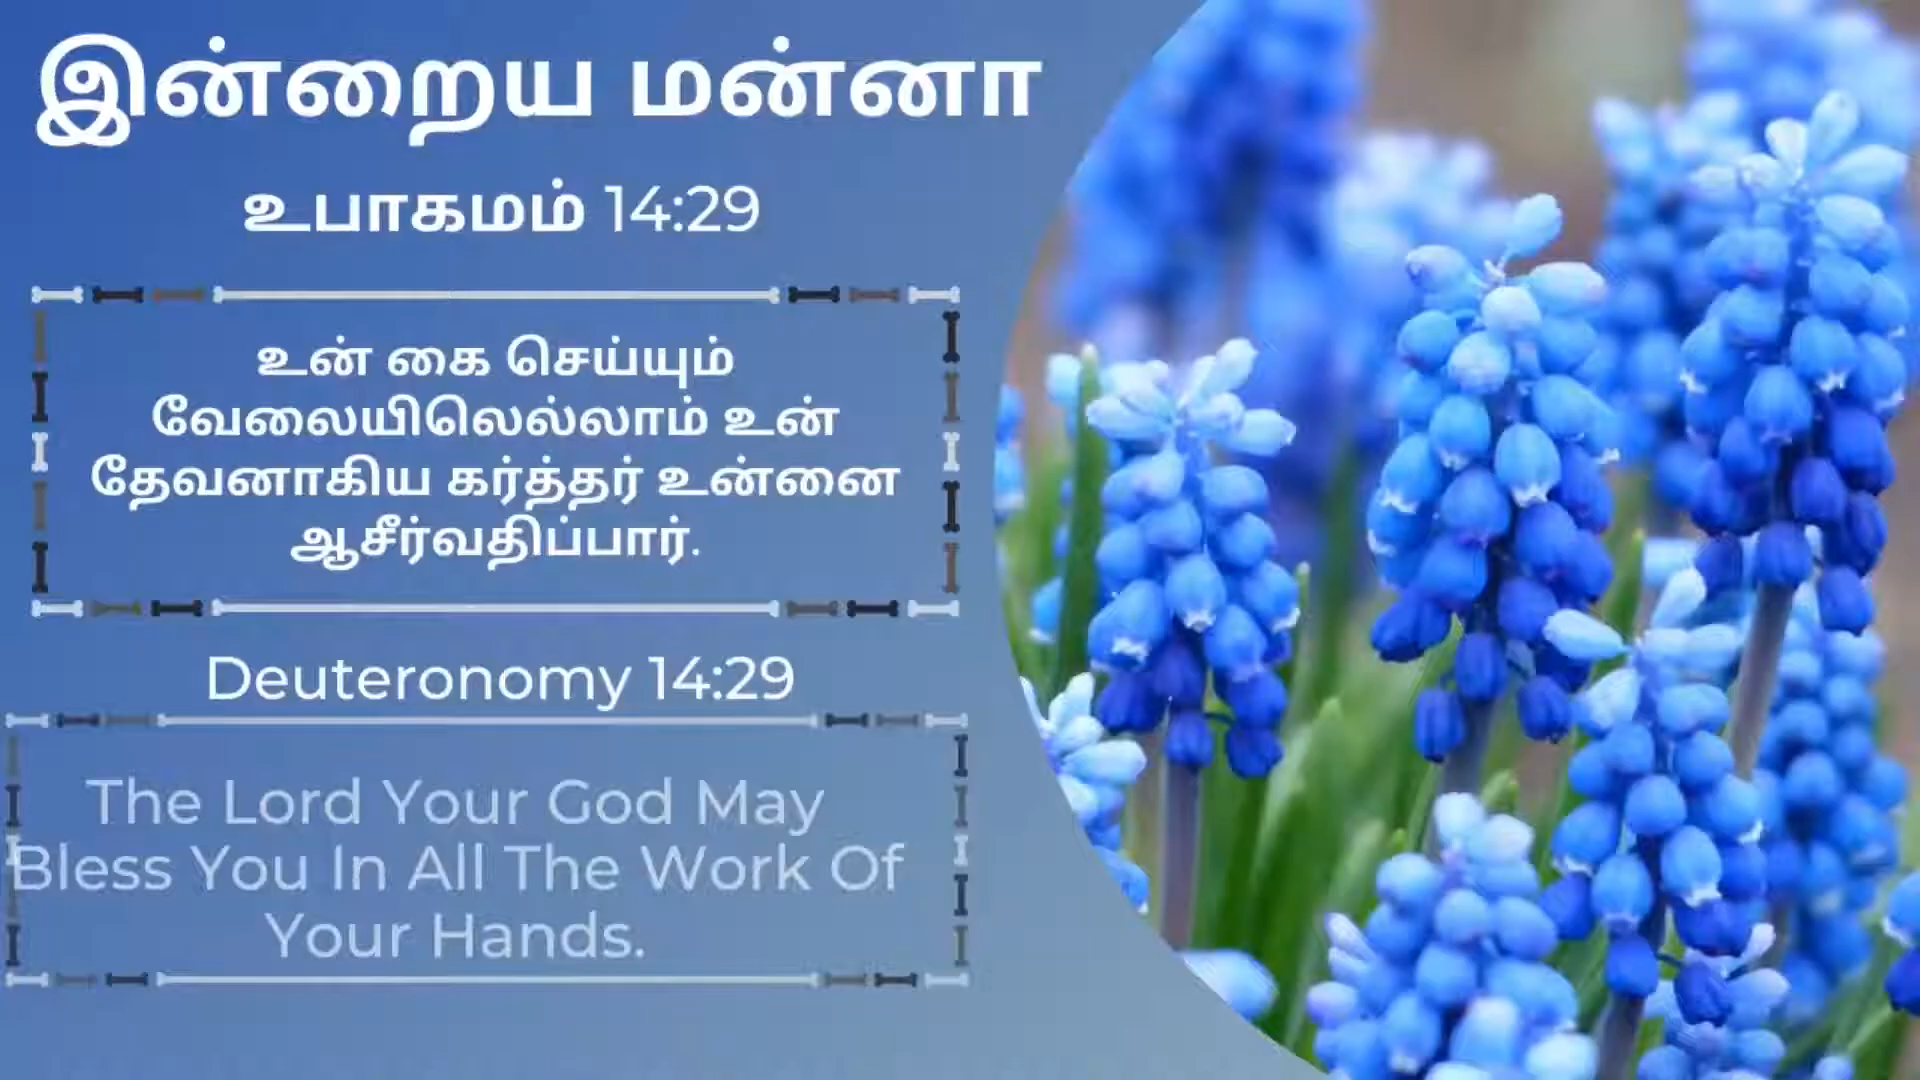 இன்றைய மன்னா
உபாகமம் 14:29
உன் கை செய்யும்
வேலையிலெல்லாம் உன்
தேவனாகிய கர்த்தர் உன்னை
ஆசீர்வதிப்பார்.
Deuteronomy 14:29
The Lord Your God May
Bless You In All The Work Of
Your Hands.